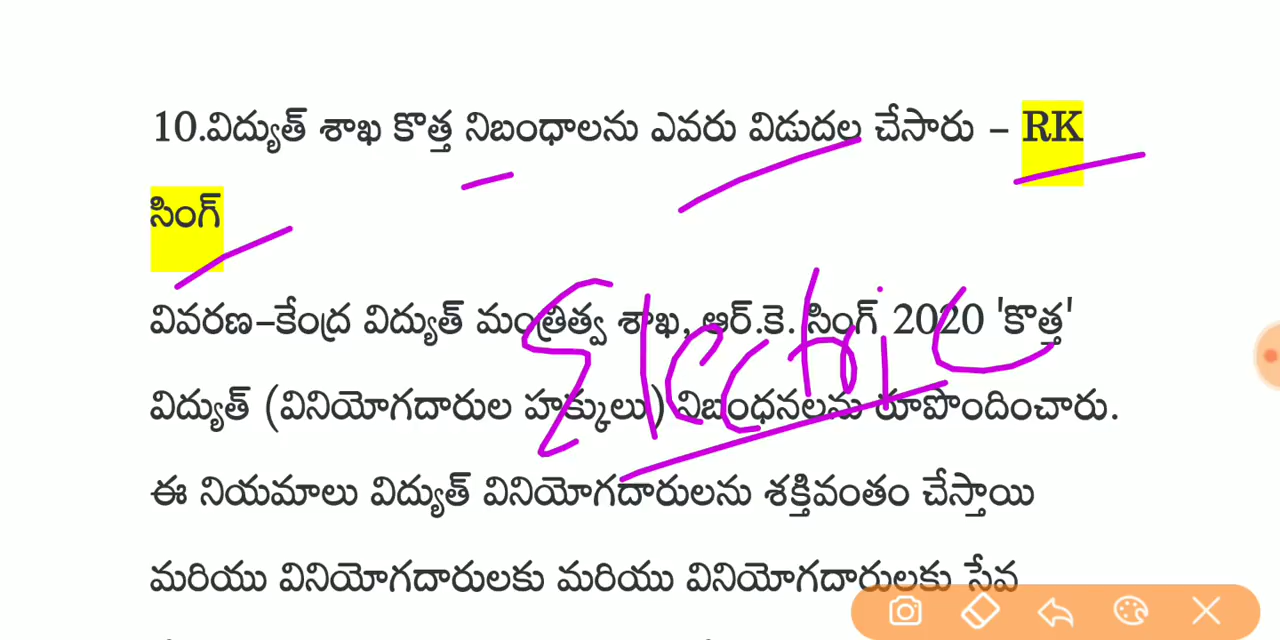 10.విద్యుత్ శాఖ కొత్త నిబంధాలను ఎవరు విడుదల చేసారు – RK
సింగ్
వివరణ–కేంద్ర విద్యుత్ మంత్రిత్వ శాఖ, ఆర్.కె. సింగ్ 2020 'కొత్త'
Electric
విద్యుత్ (వినియోగదారుల హక్కులు) నిబంధనలను రూపొందించారు.
ఈ నియమాలు విద్యుత్ వినియోగదారులను శక్తివంతం చేస్తాయి
మరియు వినియోగదారులకు మరియు వినియోగదారులకు సేవ